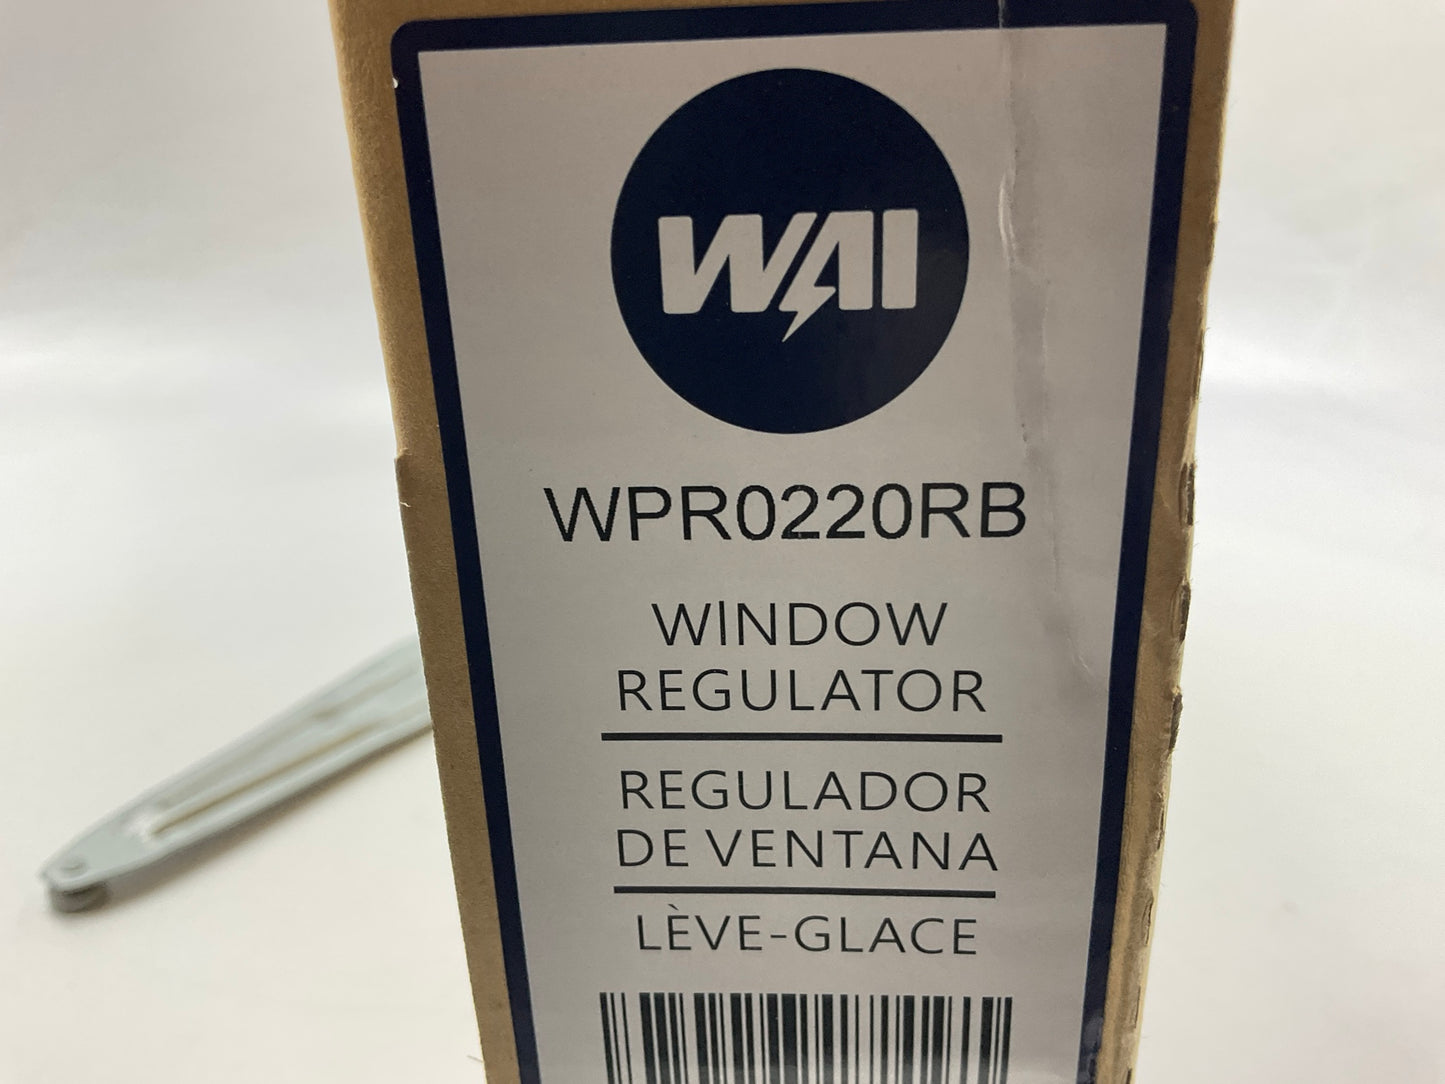 WAI
WPR0220RB
WINDOW
REGULATOR
REGULADOR
DE VENTANA
LÈVE-GLACE